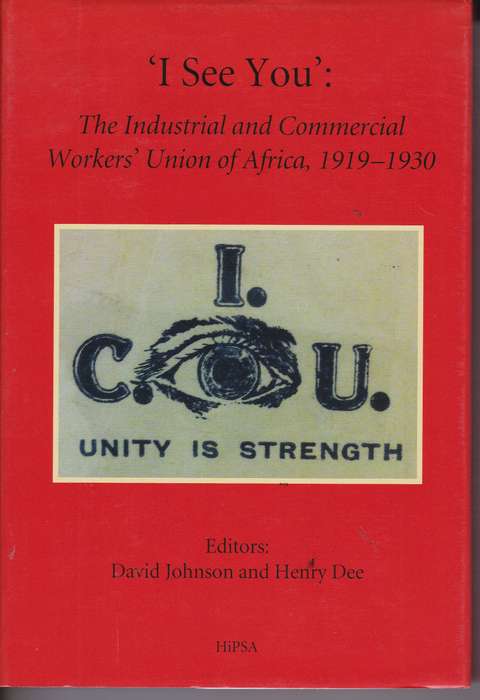 ‘I See You’:
The Industrial and Commercial
Workers’ Union of Africa, 1919–1930
I.
C. U.
UNITY IS STRENGTH
Editors:
David Johnson and Henry Dee
HiPSA